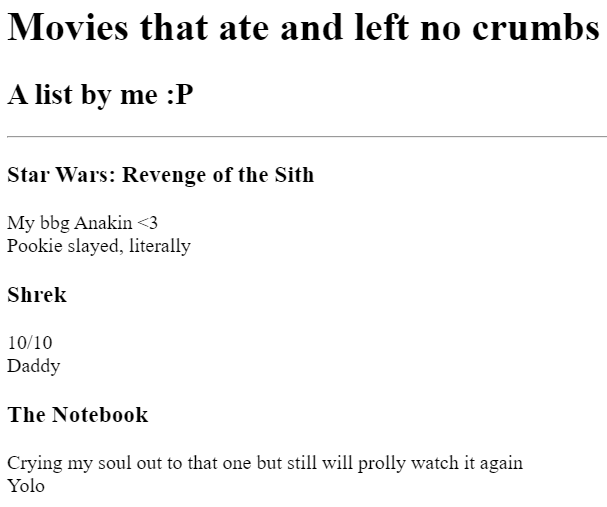 Movies that ate and left no crumbs
A list by me :P
Star Wars: Revenge of the Sith
My bbg Anakin <3
Pookie slayed, literally
Shrek
10/10
Daddy
The Notebook
Crying my soul out to that one but still will prolly watch it again
Yolo